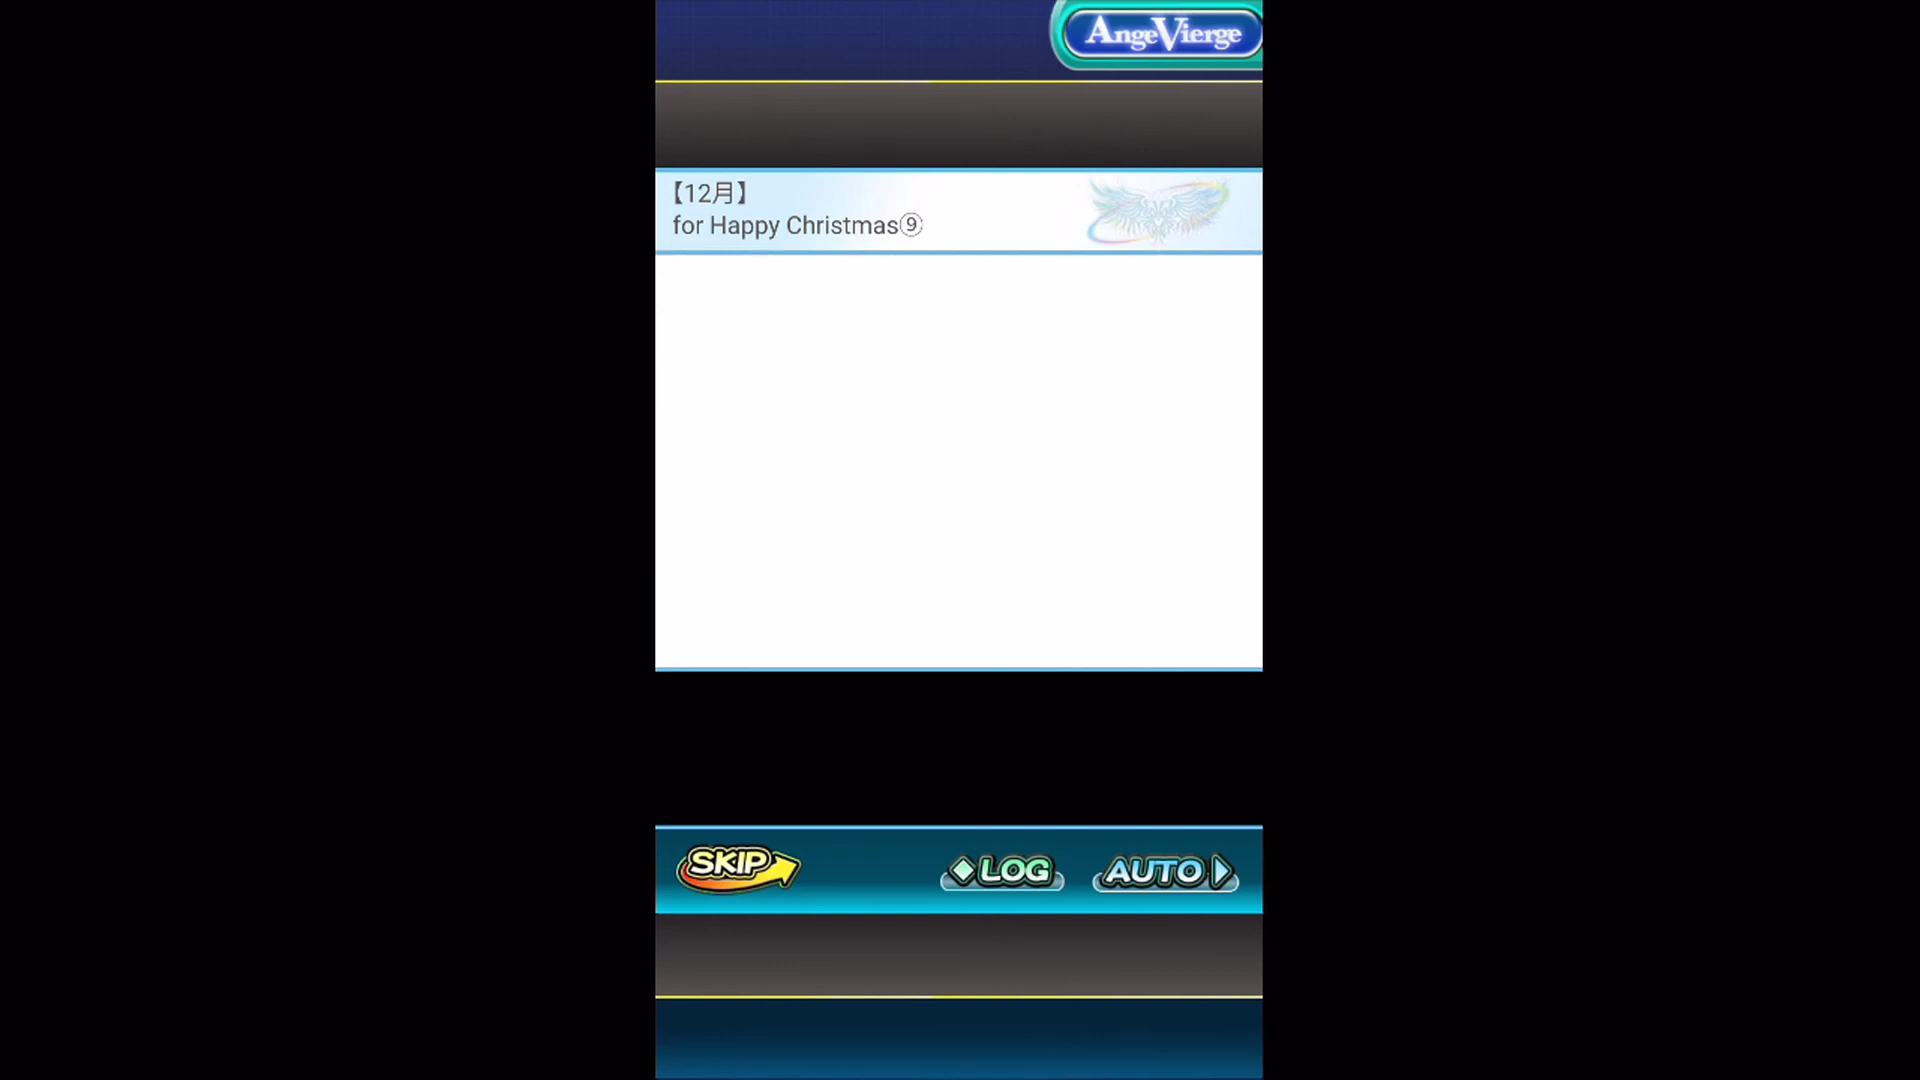 AngeVierge
【12月】
for Happy Christmas⑨
SKIP
LOG
AUTO